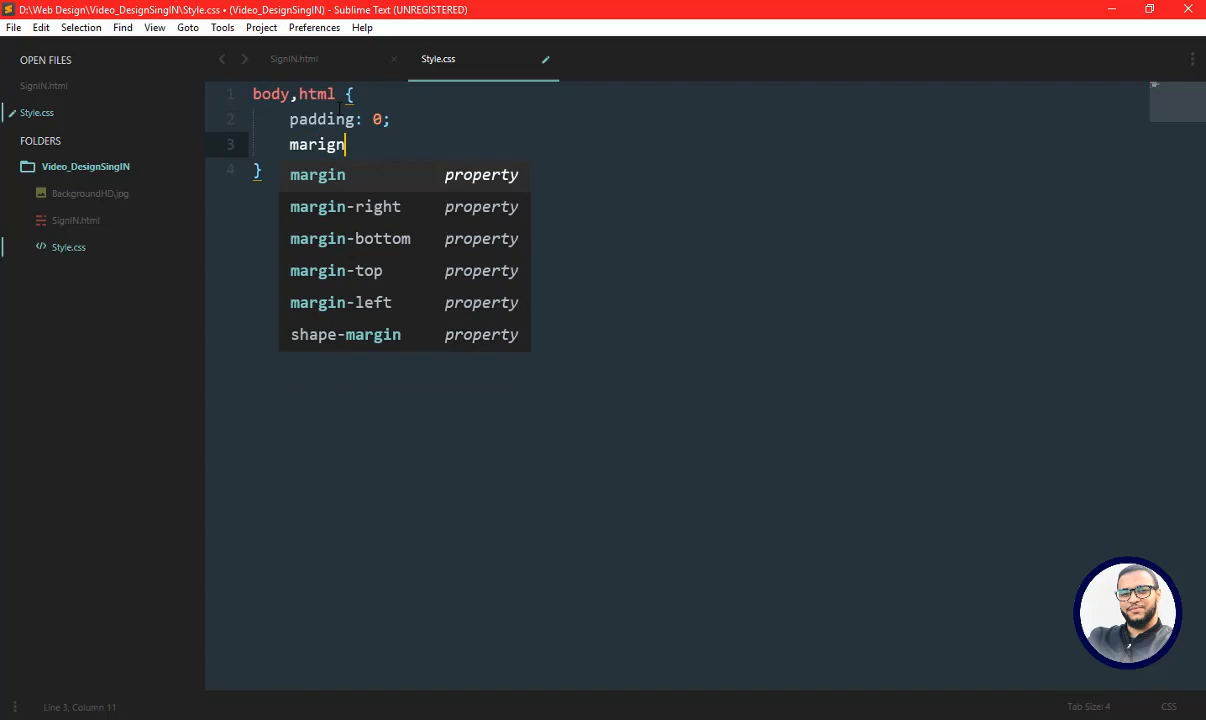 D:\Web Design\Video_DesignSingIN\Style.css • (Video_DesignSingIN) - Sublime Text (UNREGISTERED)
File Edit Selection Find View Goto Tools Project Preferences Help
OPEN FILES
SignIN.html
Style.css
FOLDERS
Video_DesignSingIN
BackgroundHD.jpg
SignIN.html
Style.css
SignIN.html × Style.css
1 body,html {
2 padding: 0;
3 marign
4 }
margin property
margin-right property
margin-bottom property
margin-top property
margin-left property
shape-margin property
Line 3, Column 11 Tab Size: 4 CSS